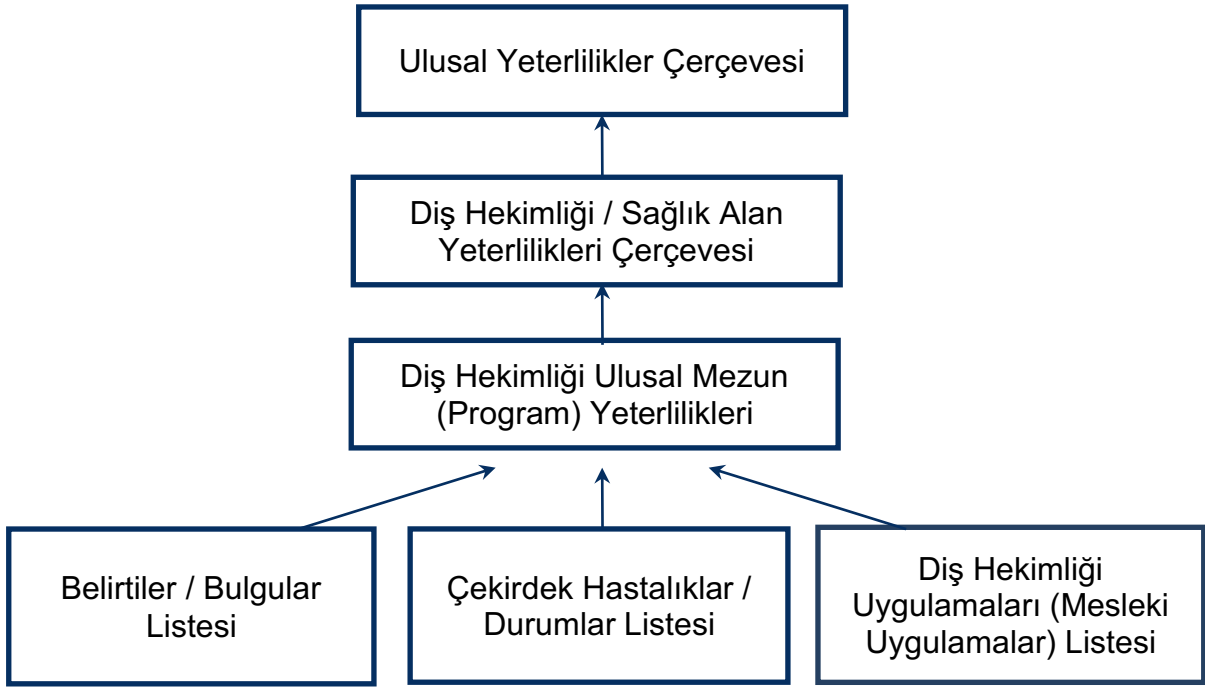 Ulusal Yeterlilikler Çerçevesi
Diş Hekimliği / Sağlık Alan
Yeterlilikleri Çerçevesi
Diş Hekimliği Ulusal Mezun
(Program) Yeterlilikleri
Belirtiler / Bulgular
Listesi
Çekirdek Hastalıklar /
Durumlar Listesi
Diş Hekimliği
Uygulamaları (Mesleki
Uygulamalar) Listesi